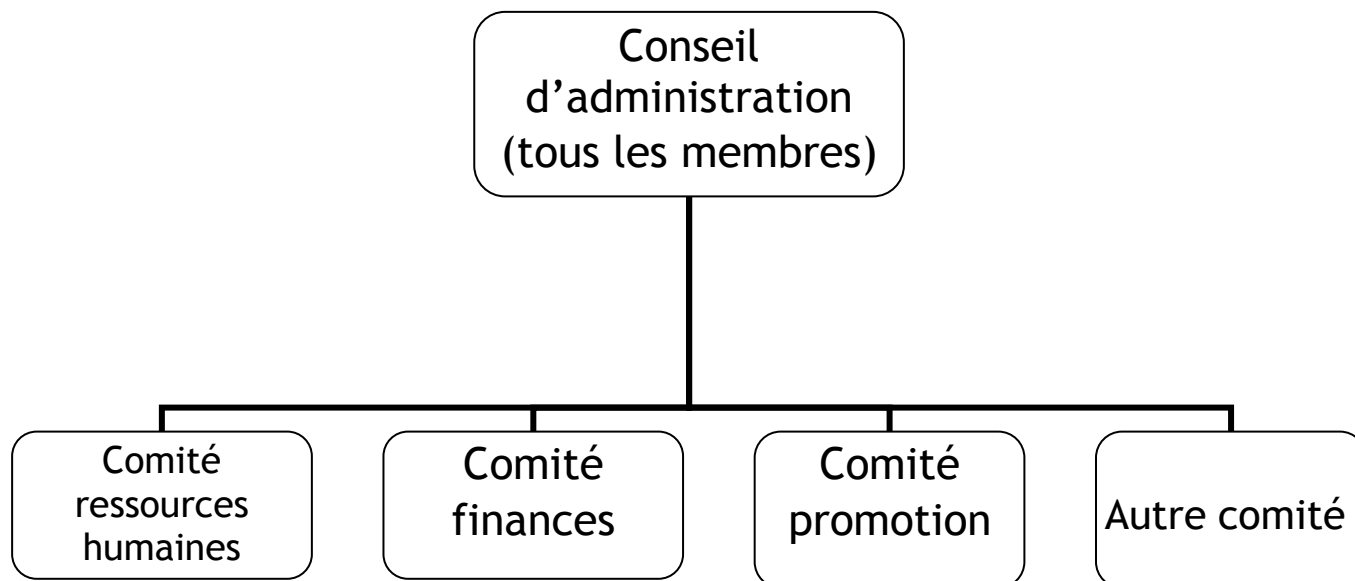 Conseil
d’administration
(tous les membres)
Comité
ressources
humaines
Comité
finances
Comité
promotion
Autre comité